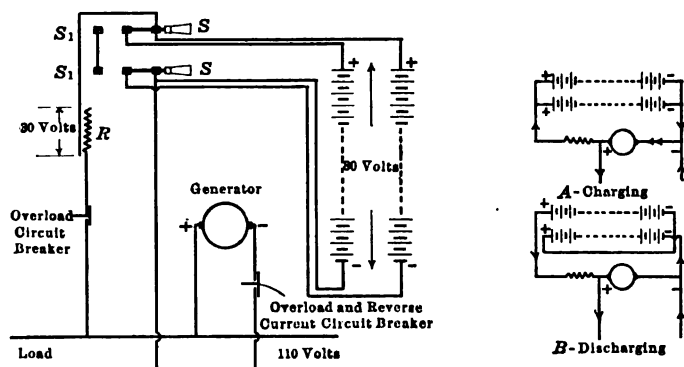 S₁ S
S₁ S
30 Volts R
Overload
Circuit
Breaker
Generator
+ -
+
80 Volts
- -
Overload and Reverse
Current Circuit Breaker
Load 110 Volts
+ -
+ -
+ -
A-Charging
+ -
+ -
+ -
B-Discharging